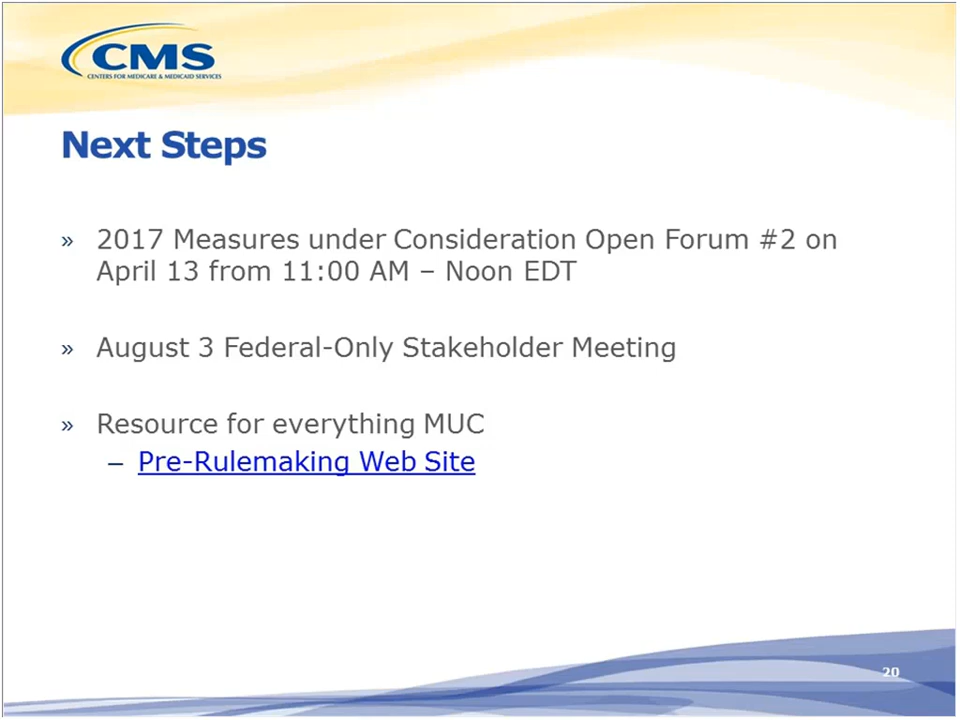 CMS
CENTERS FOR MEDICARE & MEDICAID SERVICES
Next Steps
» 2017 Measures under Consideration Open Forum #2 on
April 13 from 11:00 AM – Noon EDT
» August 3 Federal-Only Stakeholder Meeting
» Resource for everything MUC
– Pre-Rulemaking Web Site
20